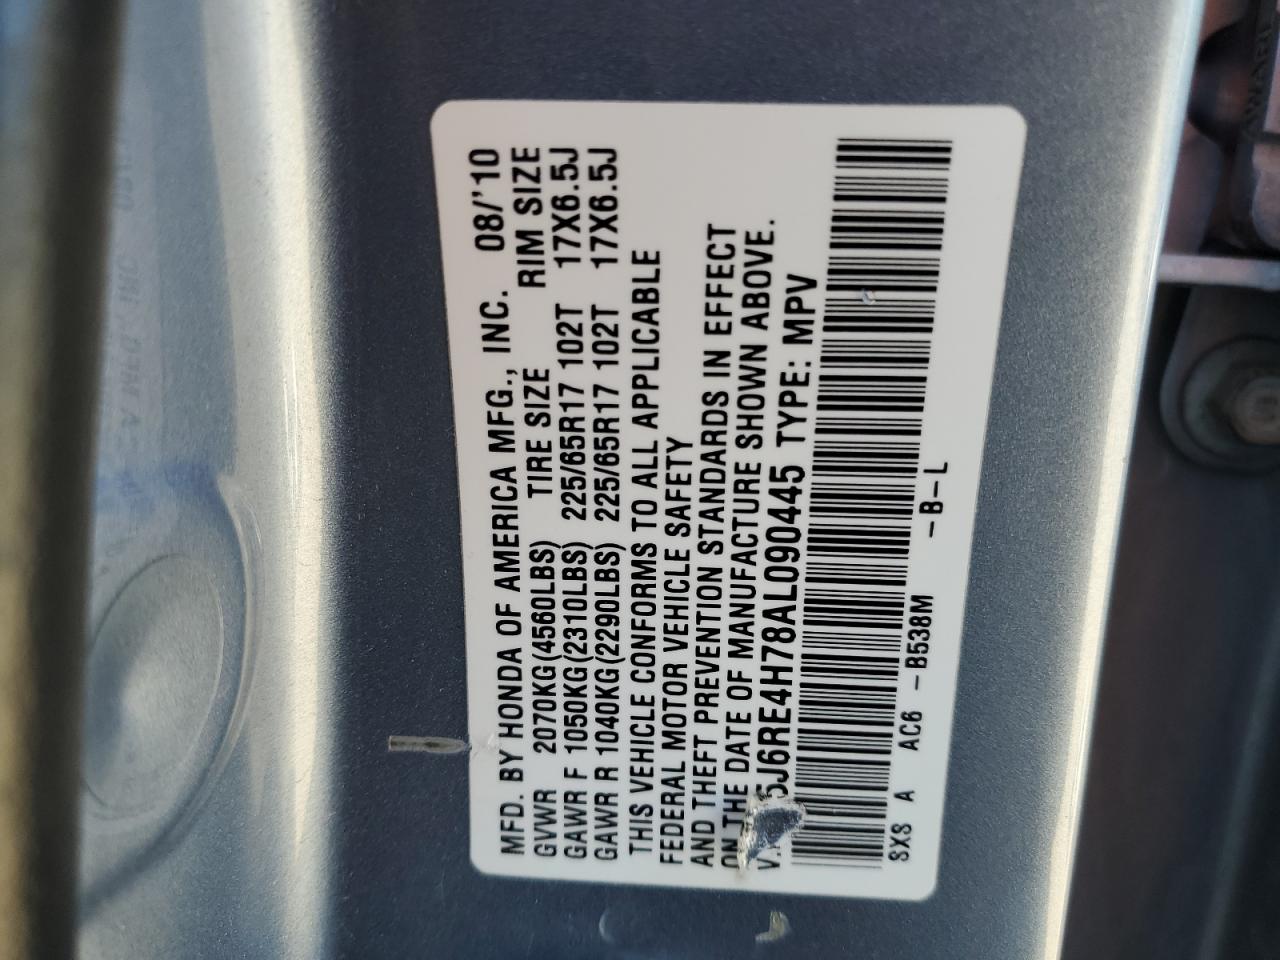 MFD. BY HONDA OF AMERICA MFG., INC. 08/'10
GVWR 2070KG(4560LBS) TIRE SIZE RIM SIZE
GAWR F 1050KG(2310LBS) 225/65R17 102T 17X6.5J
GAWR R 1040KG(2290LBS) 225/65R17 102T 17X6.5J
THIS VEHICLE CONFORMS TO ALL APPLICABLE
FEDERAL MOTOR VEHICLE SAFETY
AND THEFT PREVENTION STANDARDS IN EFFECT
ON THE DATE OF MANUFACTURE SHOWN ABOVE.
5J6RE4H78AL090445 TYPE: MPV
SXS A AC6 -B538M -B-L